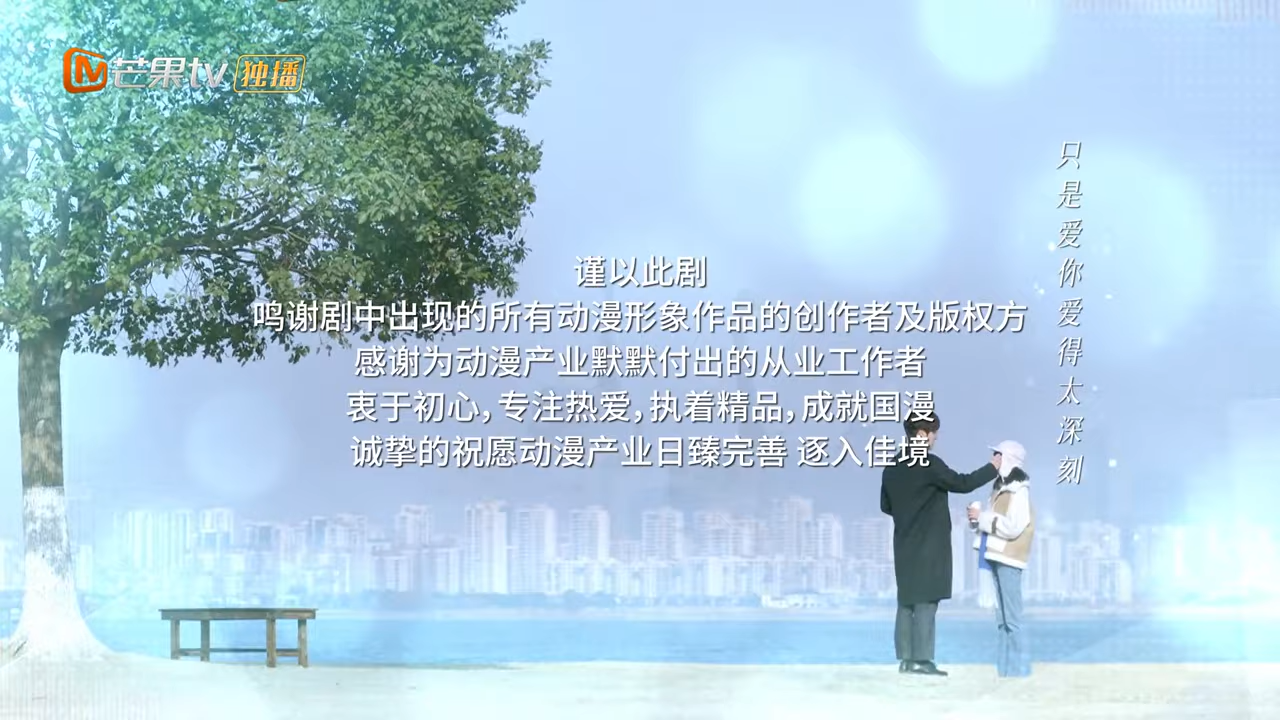 芒果tv 独播
谨以此剧
鸣谢剧中出现的所有动漫形象作品的创作者及版权方
感谢为动漫产业默默付出的从业工作者
衷于初心,专注热爱,执着精品,成就国漫
诚挚的祝愿动漫产业日臻完善 逐入佳境
只是爱你爱得太深刻